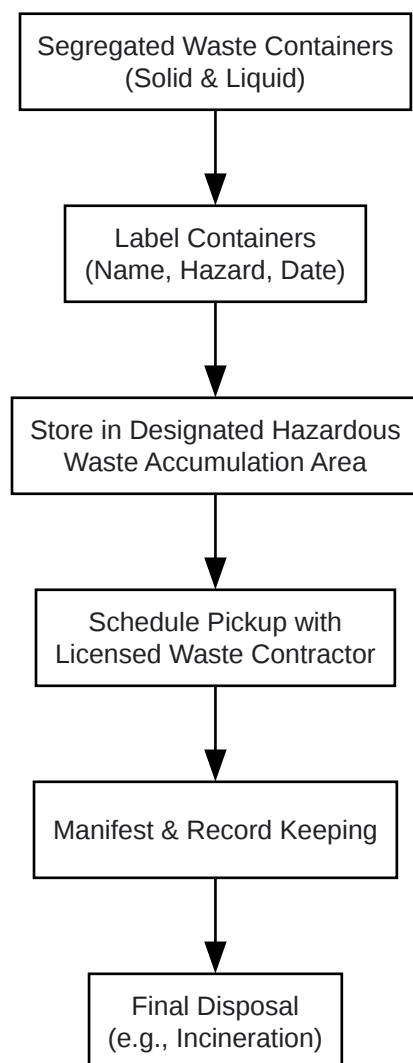 Segregated Waste Containers
(Solid & Liquid)
Label Containers
(Name, Hazard, Date)
Store in Designated Hazardous
Waste Accumulation Area
Schedule Pickup with
Licensed Waste Contractor
Manifest & Record Keeping
Final Disposal
(e.g., Incineration)